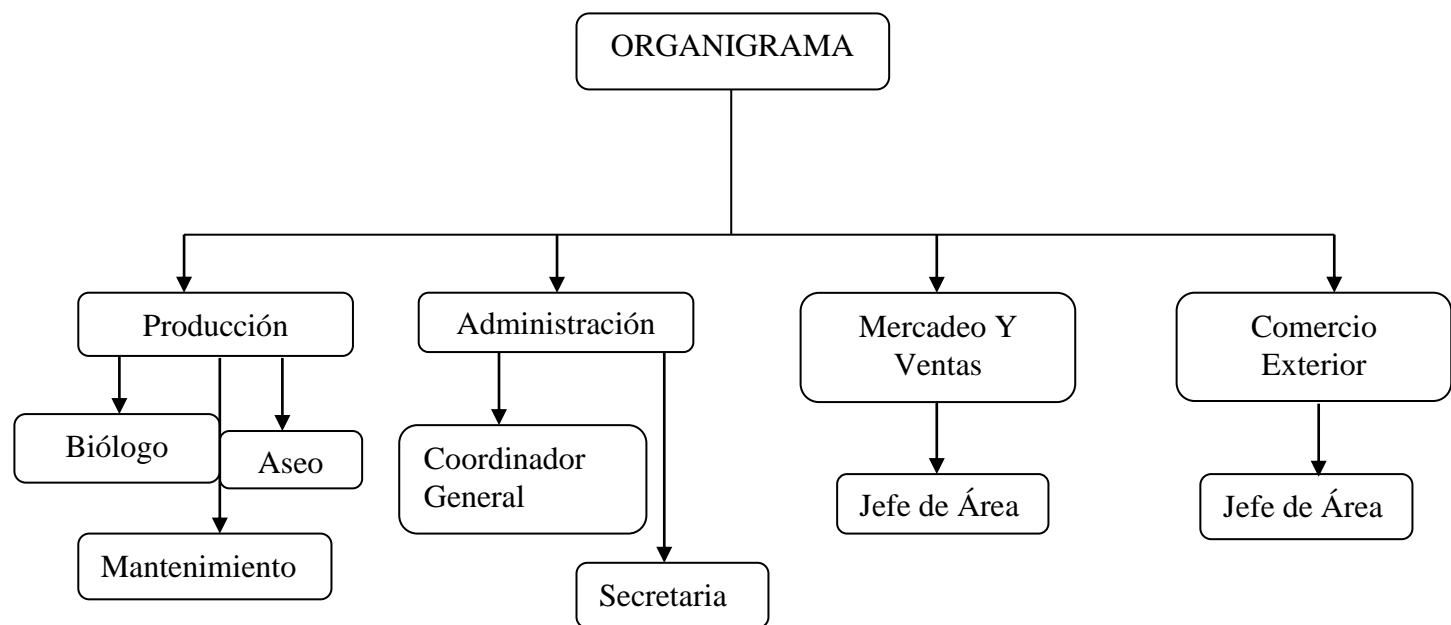 ORGANIGRAMA
Producción
Administración
Mercadeo Y
Ventas
Comercio
Exterior
Biólogo
Aseo
Mantenimiento
Coordinador
General
Secretaria
Jefe de Área
Jefe de Área